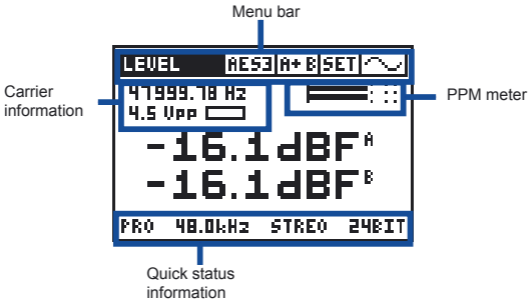 Menu bar
LEVEL AES3 A+B SET
Carrier information
47999.78 Hz
4.5 Vpp
PPM meter
-16.1dBF A
-16.1dBF B
PRO 48.0kHz STREO 24BIT
Quick status
information